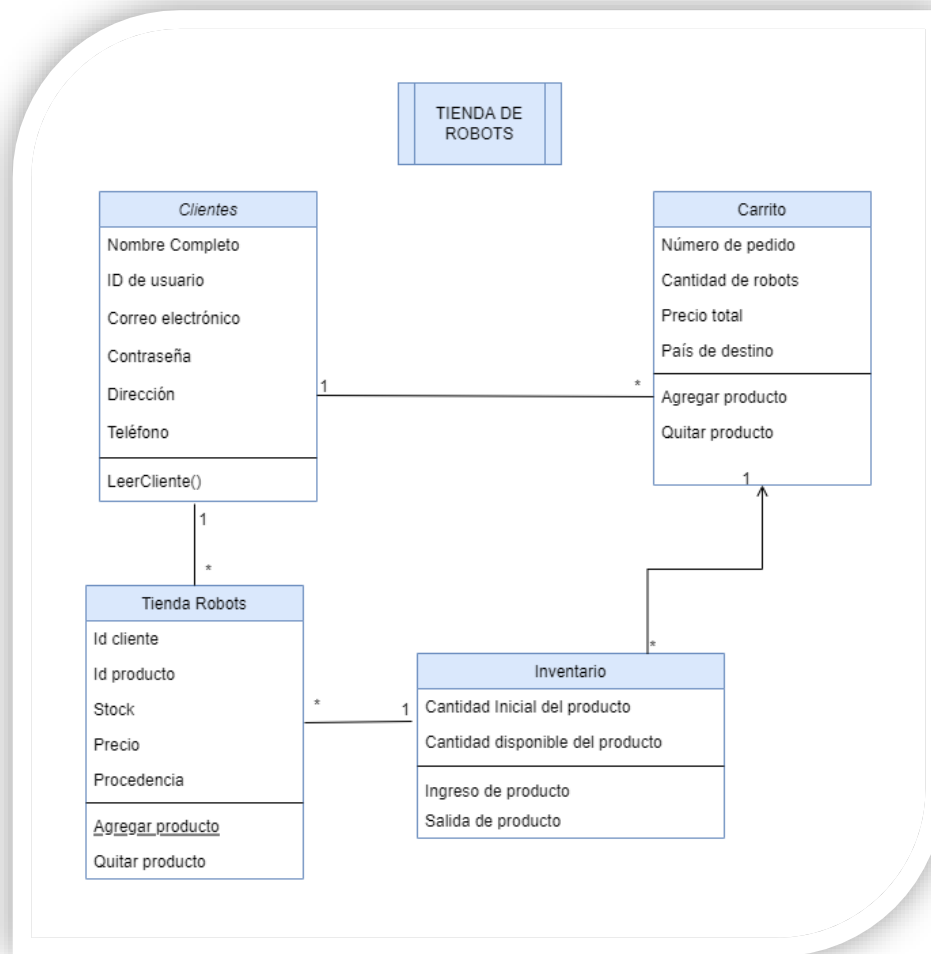 TIENDA DE
ROBOTS
Clientes
Nombre Completo
ID de usuario
Correo electrónico
Contraseña
Dirección
Teléfono
LeerCliente()
Carrito
Número de pedido
Cantidad de robots
Precio total
País de destino
Agregar producto
Quitar producto
1
*
1
1
*
Tienda Robots
Id cliente
Id producto
Stock
Precio
Procedencia
Agregar producto
Quitar producto
*
1
*
Inventario
Cantidad Inicial del producto
Cantidad disponible del producto
Ingreso de producto
Salida de producto